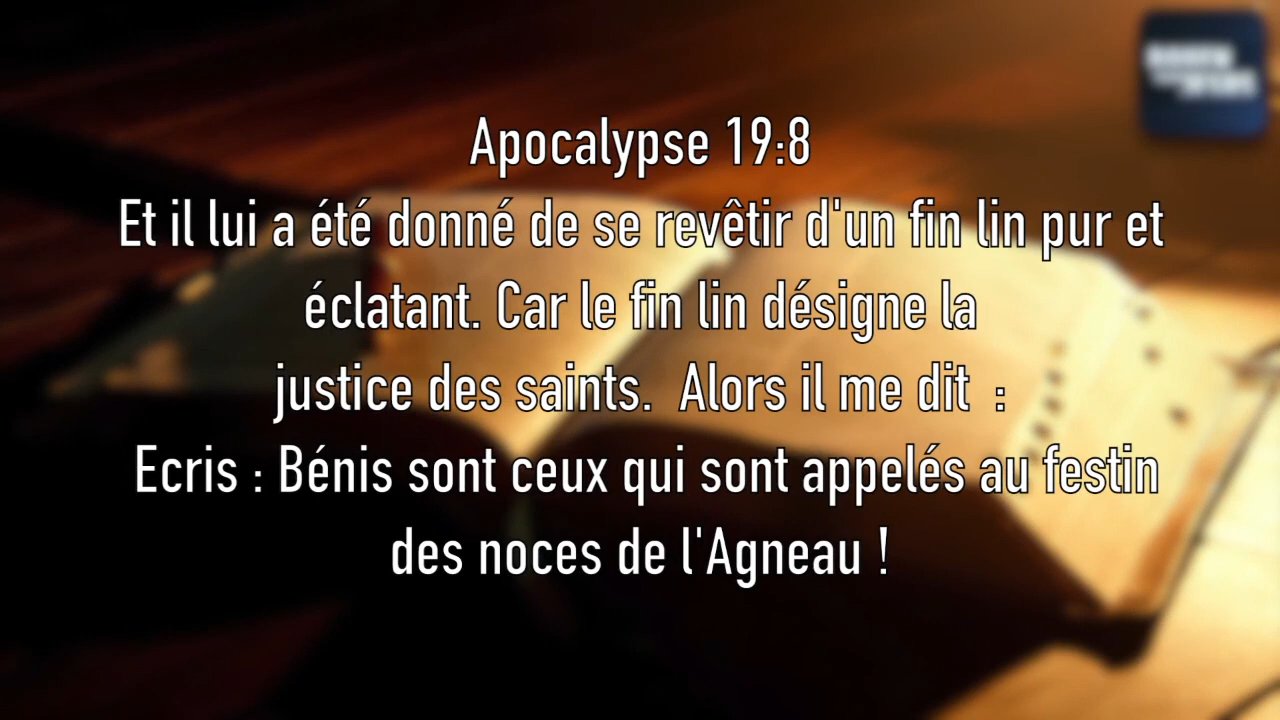 Apocalypse 19:8
Et il lui a été donné de se revêtir d'un fin lin pur et
éclatant. Car le fin lin désigne la
justice des saints.  Alors il me dit  :
Ecris : Bénis sont ceux qui sont appelés au festin
des noces de l'Agneau !